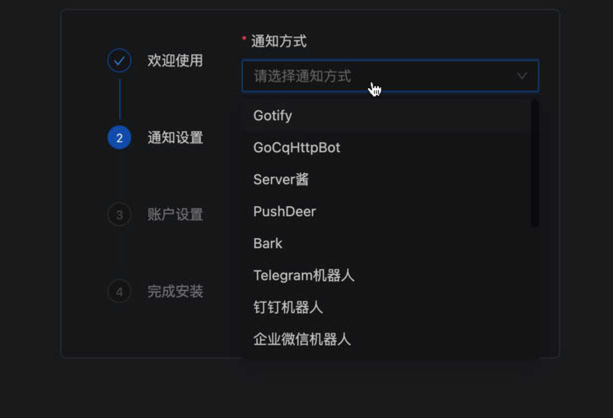 欢迎使用
2
通知设置
3
账户设置
4
完成安装
* 通知方式
请选择通知方式
Gotify
GoCqHttpBot
Server酱
PushDeer
Bark
Telegram机器人
钉钉机器人
企业微信机器人